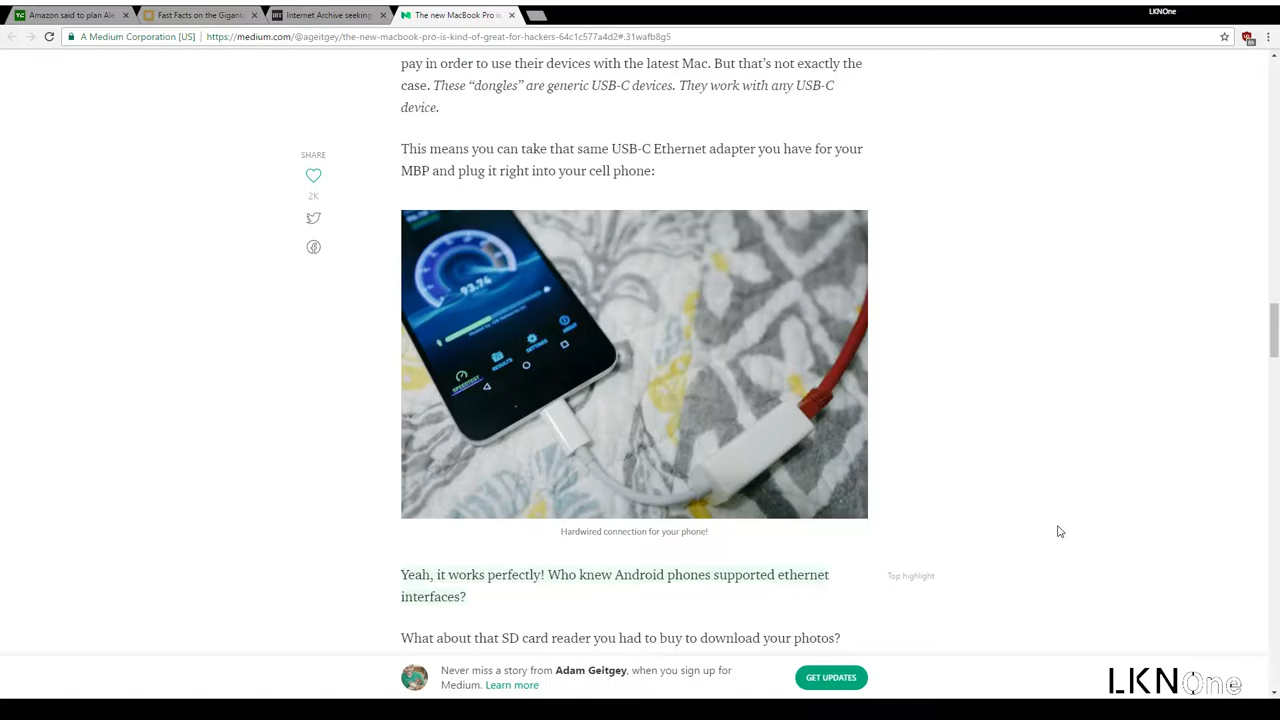 LKNOne
Amazon said to plan Ale
Fast Facts on the Gigant
Internet Archive seeking
The new MacBook Pro is
A Medium Corporation [US]
https://medium.com/@ageitgey/the-new-macbook-pro-is-kind-of-great-for-hackers-64c1c577a4d2#.31wafb8g5
pay in order to use their devices with the latest Mac. But that’s not exactly the
case. These “dongles” are generic USB-C devices. They work with any USB-C
device.
SHARE
2K
This means you can take that same USB-C Ethernet adapter you have for your
MBP and plug it right into your cell phone:
93.74
SPEEDTEST
RESULTS
SETTINGS
ABOUT
Hardwired connection for your phone!
Yeah, it works perfectly! Who knew Android phones supported ethernet
interfaces?
Top highlight
What about that SD card reader you had to buy to download your photos?
Never miss a story from Adam Geitgey, when you sign up for
Medium. Learn more
GET UPDATES
LKNOne